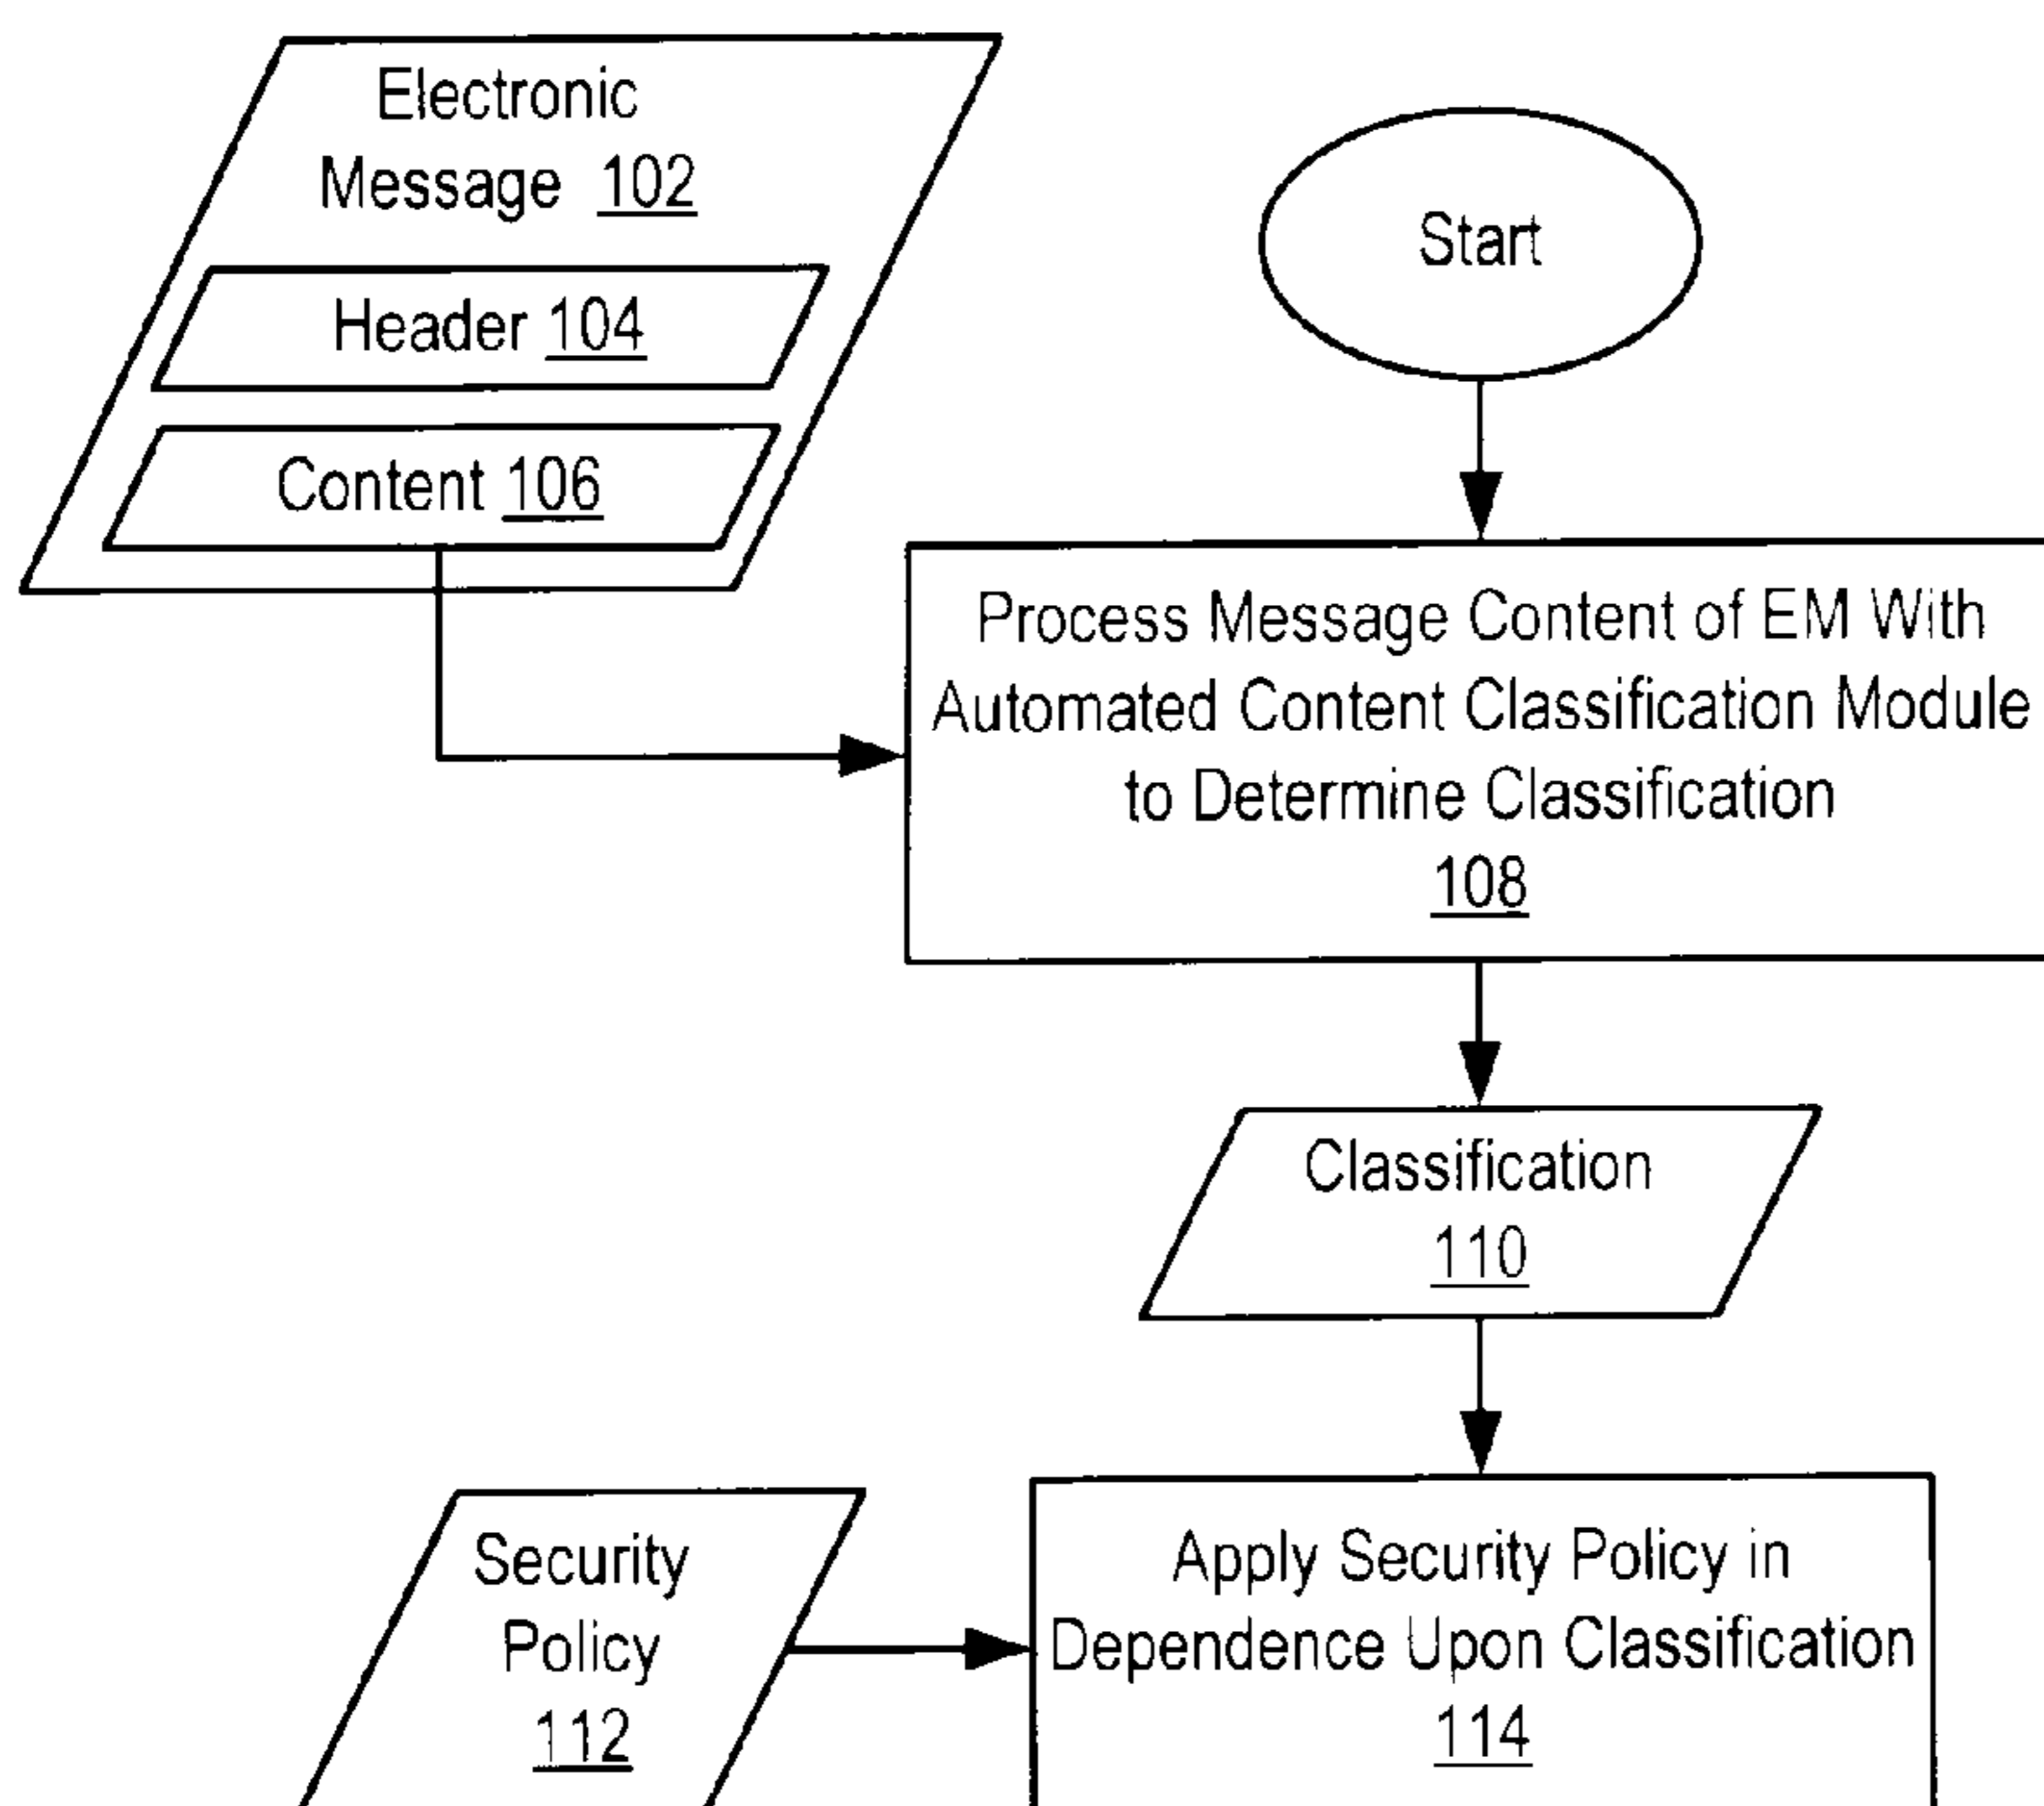 Electronic
Message 102
Header 104
Content 106
Start
Process Message Content of EM With
Automated Content Classification Module
to Determine Classification
108
Classification
110
Security
Policy
112
Apply Security Policy in
Dependence Upon Classification
114